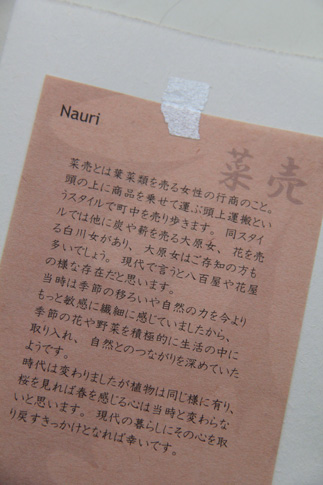 Nauri
菜売
菜売とは葉菜類を売る女性の行商のこと。
頭の上に商品を乗せて運ぶ頭上運搬とい
うスタイルで町中を売り歩きます。同スタイ
ルでは他に炭や薪を売る大原女、花を売
る白川女があり、大原女はご存知の方も
多いでしょう。現代で言うと八百屋や花屋
の様な存在だと思います。
当時は季節の移ろいや自然の力を今より
もっと敏感に繊細に感じていましたから、
季節の花や野菜を積極的に生活の中に
取り入れ、自然とのつながりを深めていた
ようです。
時代は変わりましたが植物は同じ様に有り、
桜を見れば春を感じる心は当時と変わらな
いと思います。現代の暮らしにその心を取
り戻すきっかけとなれば幸いです。